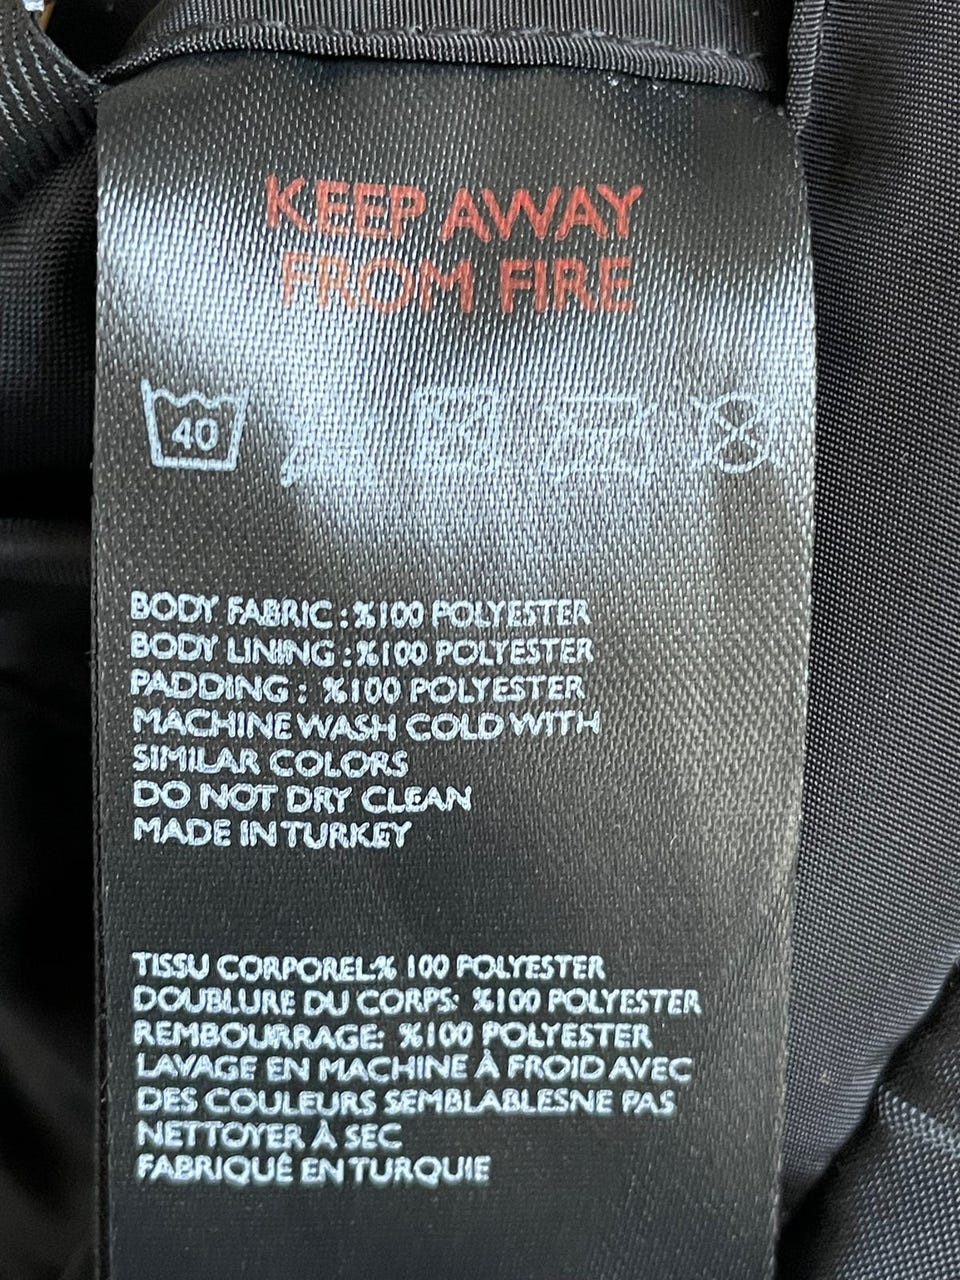 KEEP AWAY
FROM FIRE
40
BODY FABRIC : %100 POLYESTER
BODY LINING : %100 POLYESTER
PADDING : %100 POLYESTER
MACHINE WASH COLD WITH
SIMILAR COLORS
DO NOT DRY CLEAN
MADE IN TURKEY
TISSU CORPOREL:% 100 POLYESTER
DOUBLURE DU CORPS: %100 POLYESTER
REMBOURRAGE: %100 POLYESTER
LAVAGE EN MACHINE À FROID AVEC
DES COULEURS SEMBLABLESNE PAS
NETTOYER À SEC
FABRIQUÉ EN TURQUIE